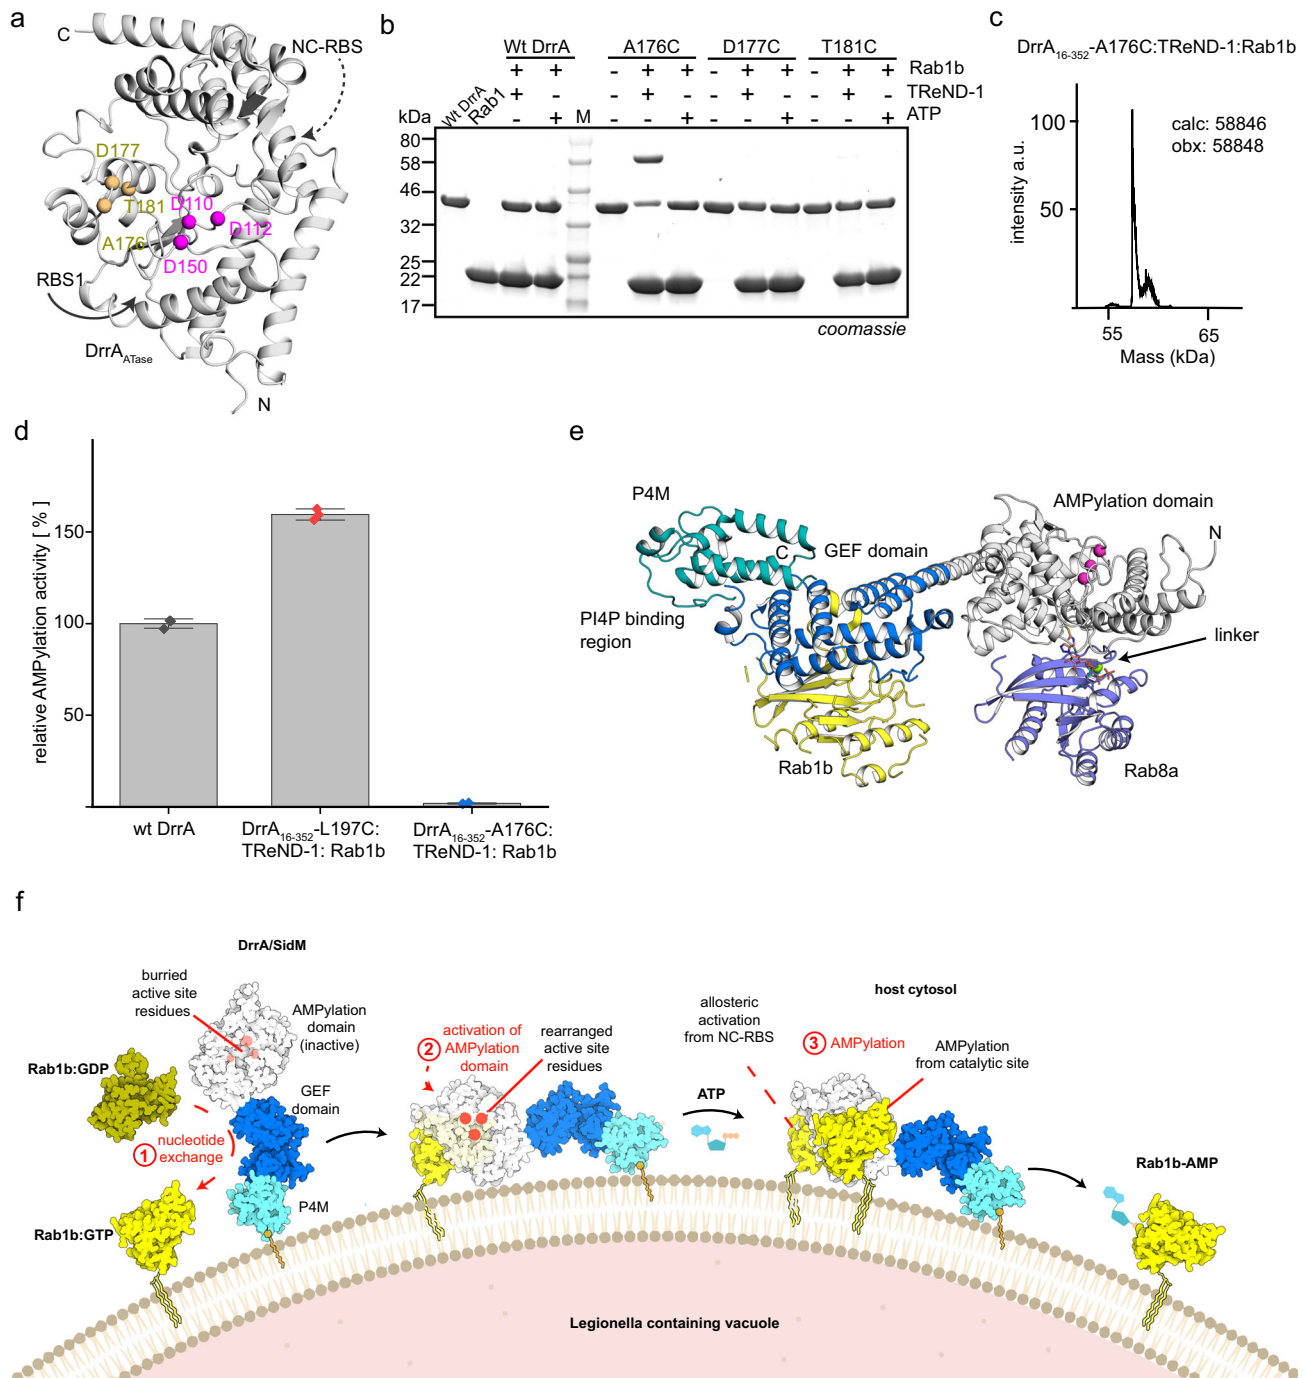 a
C
NC-RBS
D177
T181
D110
D112
A176
D150
RBS1
DrrA_ATase
N
b
Wt DrrA
A176C
D177C
T181C
Wt DrrA
Rab1
+ + - + + - + + - + + Rab1b
+ - - + - - + - - + - TReND-1
- + - - + - - + - - + ATP
kDa
M
80
58
46
32
25
22
17
coomassie
c
DrrA16-352-A176C:TReND-1:Rab1b
calc: 58846
obx: 58848
100
50
intensity a.u.
55
65
Mass (kDa)
d
relative AMPylation activity [ % ]
150
100
50
wt DrrA
DrrA16-352-L197C:
TReND-1: Rab1b
DrrA16-352-A176C:
TReND-1: Rab1b
e
P4M
C
GEF domain
AMPylation domain
N
PI4P binding
region
linker
Rab1b
Rab8a
f
DrrA/SidM
burried
active site
residues
AMPylation
domain
(inactive)
Rab1b:GDP
GEF
domain
1 nucleotide
exchange
P4M
Rab1b:GTP
2 activation of
AMPylation
domain
rearranged
active site
residues
ATP
allosteric
activation
from NC-RBS
host cytosol
3 AMPylation
AMPylation
from catalytic site
Rab1b-AMP
Legionella containing vacuole